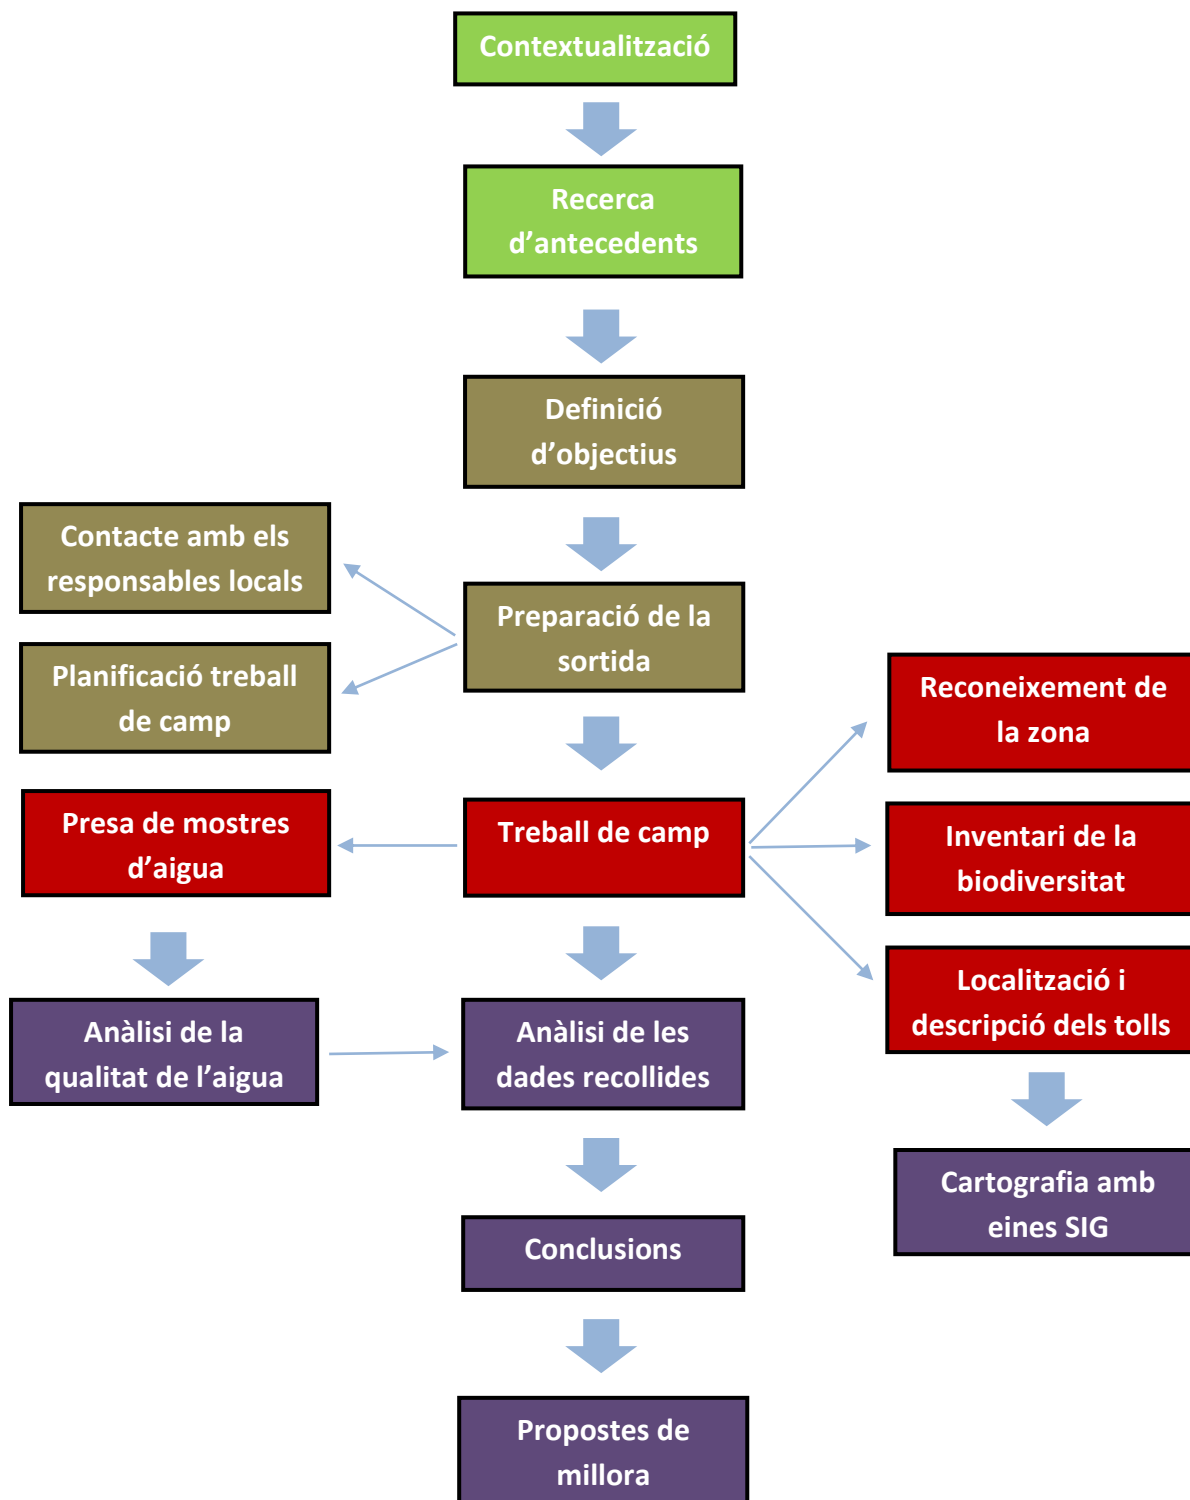 Contextualització
Recerca
d’antecedents
Definició
d’objectius
Contacte amb els
responsables locals
Preparació de la
sortida
Planificació treball
de camp
Reconeixement de
la zona
Presa de mostres
d’aigua
Treball de camp
Inventari de la
biodiversitat
Localització i
descripció dels tolls
Anàlisi de la
qualitat de l’aigua
Anàlisi de les
dades recollides
Cartografia amb
eines SIG
Conclusions
Propostes de
millora